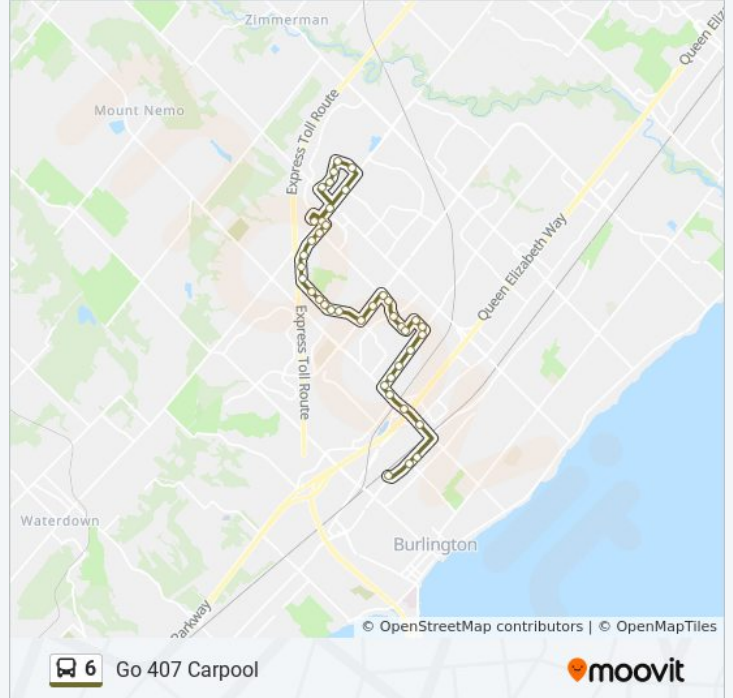 Zimmerman
Queen Eliz
Mount Nemo
Express Toll Route
Queen Elizabeth Way
Express Toll Route
Waterdown
Burlington
Parkway
© OpenStreetMap contributors | © OpenMapTiles
6 Go 407 Carpool
moovit